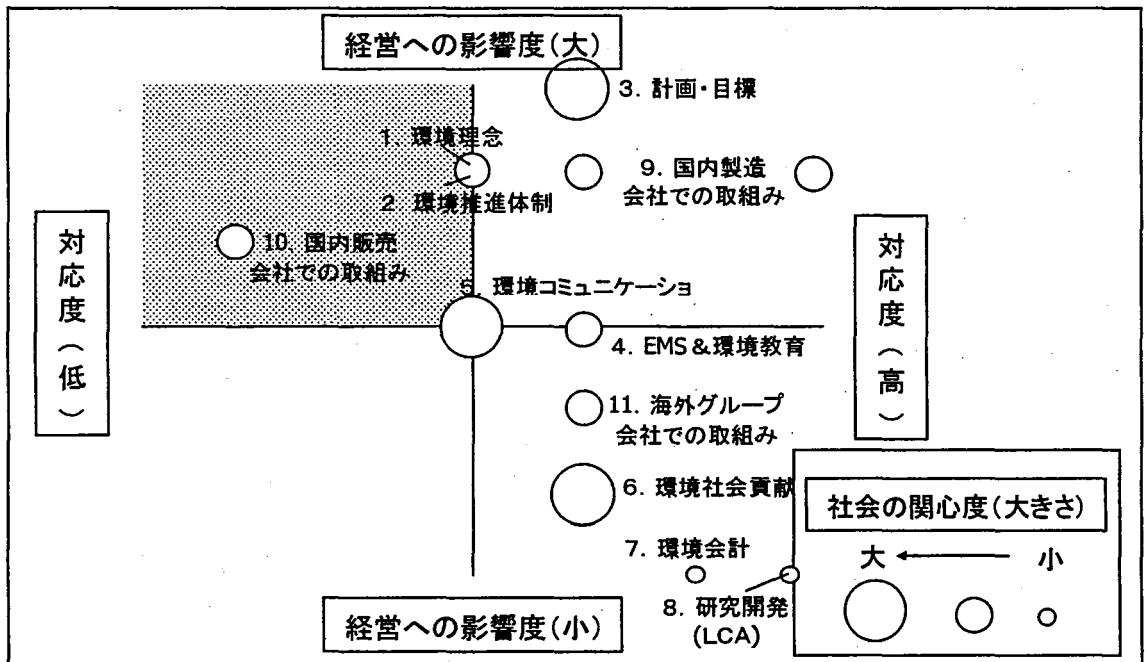 経営への影響度(大)
3. 計画・目標
1. 環境理念
2 環境推進体制
9. 国内製造
会社での取組み
10. 国内販売
会社での取組み
対応度(低)
対応度(高)
5. 環境コミュニケーショ
4. EMS&環境教育
11. 海外グループ
会社での取組み
6. 環境社会貢献
社会の関心度(大きさ)
大 小
7. 環境会計
8. 研究開発
(LCA)
経営への影響度(小)